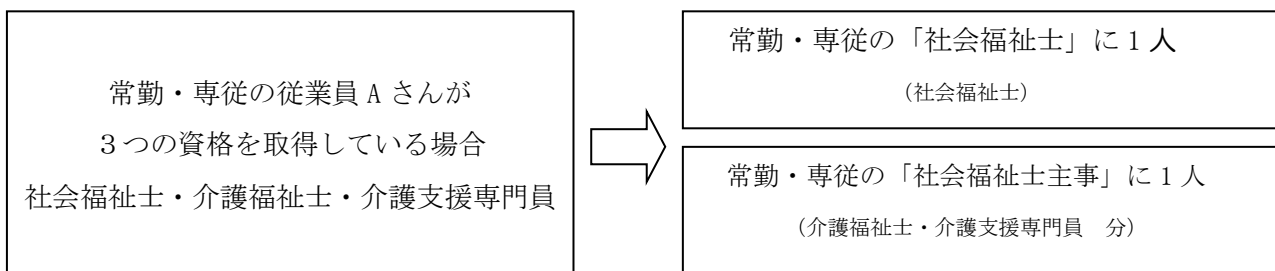 常勤・専従の従業員 A さんが
３つの資格を取得している場合
社会福祉士・介護福祉士・介護支援専門員
常勤・専従の「社会福祉士」に 1 人
（社会福祉士）
常勤・専従の「社会福祉士主事」に 1 人
（介護福祉士・介護支援専門員　分）